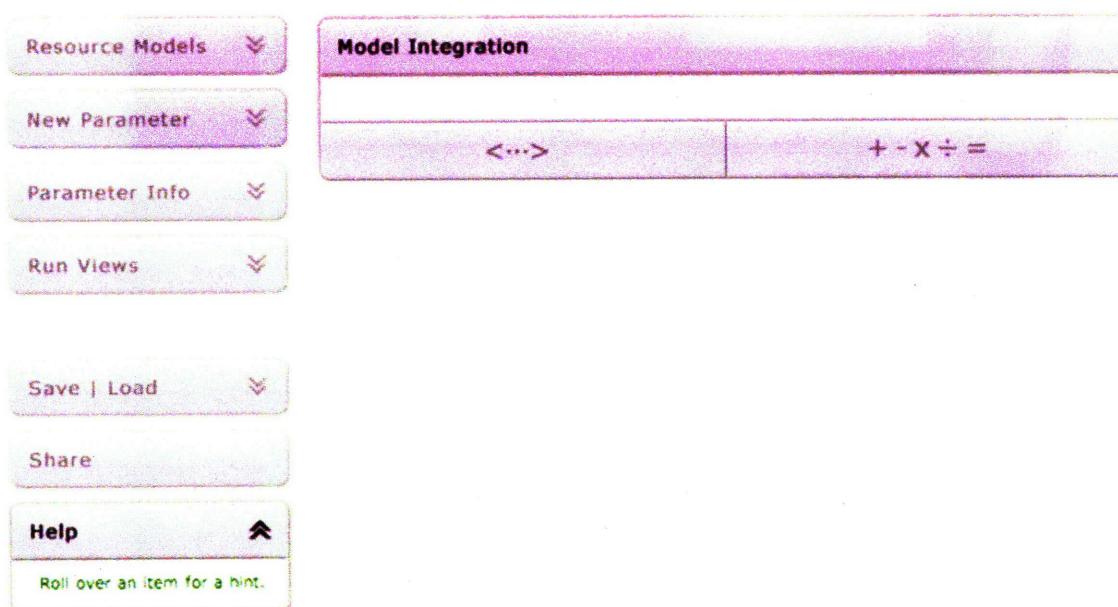 Resource Models
New Parameter
Parameter Info
Run Views
Save | Load
Share
Help
Roll over an item for a hint.
Model Integration
<···>
+ - x ÷ =